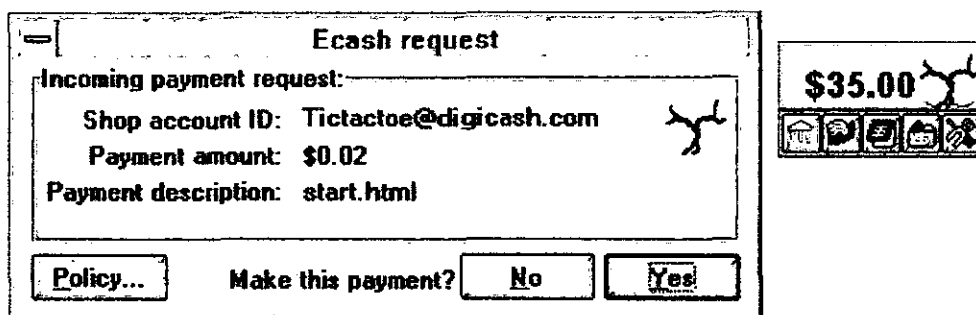 Ecash request
Incoming payment request:
Shop account ID: Tictactoe@digicash.com
Payment amount: $0.02
Payment description: start.html
Policy... Make this payment? No Yes
$35.00